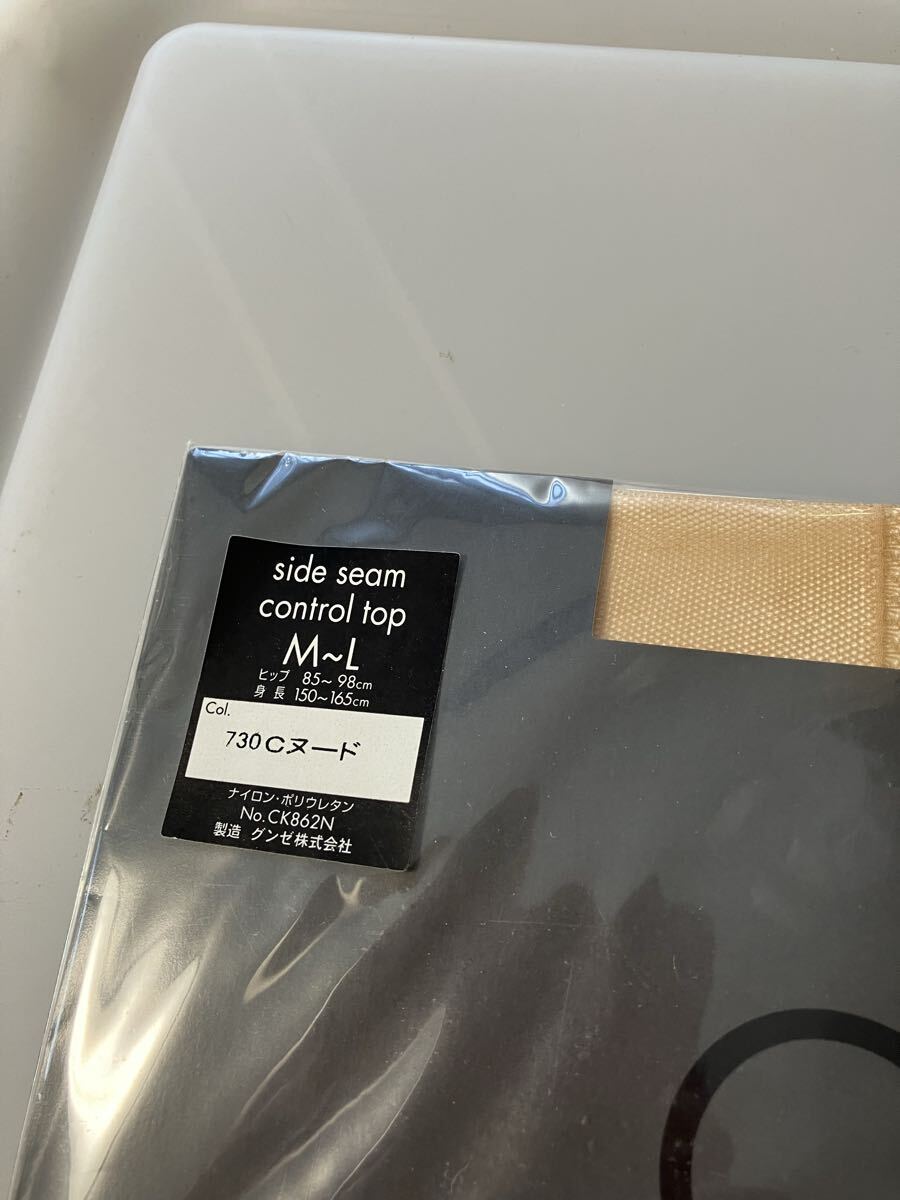 side seam
control top
M~L
ヒップ 85~98cm
身長 150~165cm
Col.
730Cヌード
ナイロン・ポリウレタン
No.CK862N
製造 グンゼ株式会社